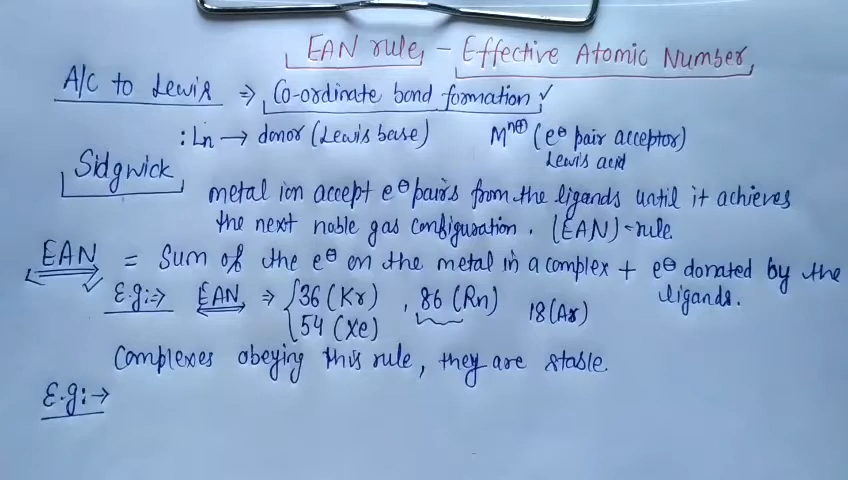 EAN rule, - Effective Atomic Number,
A/c to Lewis ⇒ Co-ordinate bond formation ✓
:Ln → donor (Lewis base) Mⁿ⊕ (e⊖ pair acceptor)
Lewis acid
Sidgwick
metal ion accept e⊖ pairs from the ligands until it achieves
the next noble gas configuration. (EAN)-rule
EAN = Sum of the e⊖ on the metal in a complex + e⊖ donated by the
ligands.
E.g:→ EAN ⇒ {36 (Kr) , 86 (Rn) 18 (Ar)
54 (Xe)
Complexes obeying this rule, they are stable.
E.g:→